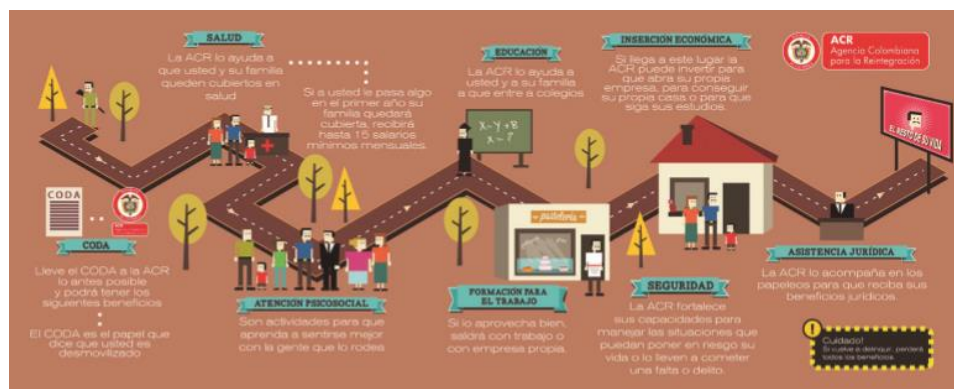 CODA
CODA
Lleve el CODA a la ACR
lo antes posible
y podrá tener los
siguientes beneficios
El CODA es el papel que
dice que usted es
desmovilizado
SALUD
La ACR lo ayuda a
que usted y su familia
queden cubiertos en
salud
Si a usted le pasa algo
en el primer año su
familia quedará
cubierta, recibirá
hasta 15 salarios
mínimos mensuales.
ATENCIÓN PSICOSOCIAL
Son actividades para que
aprenda a sentirse mejor
con la gente que lo rodea
EDUCACIÓN
La ACR lo ayuda a
usted y a su familia
a que entre a colegios
x-y+8
x=?
pastelería
FORMACIÓN PARA
EL TRABAJO
Si lo aprovecha bien,
saldrá con trabajo o
con empresa propia.
INSERCIÓN ECONÓMICA
Si llega a este lugar la
ACR puede invertir para
que abra su propia
empresa, para conseguir
su propia casa o para que
siga sus estudios.
SEGURIDAD
La ACR fortalece
sus capacidades para
manejar las situaciones que
puedan poner en riesgo su
vida o lo lleven a cometer
una falta o delito.
ACR
Agencia Colombiana
para la Reintegración
EL RESTO DE SU VIDA
ASISTENCIA JURÍDICA
La ACR lo acompaña en los
papeleos para que reciba sus
beneficios jurídicos.
!
Cuidado!
Si vuelve a delinquir, perderá
todos los beneficios.